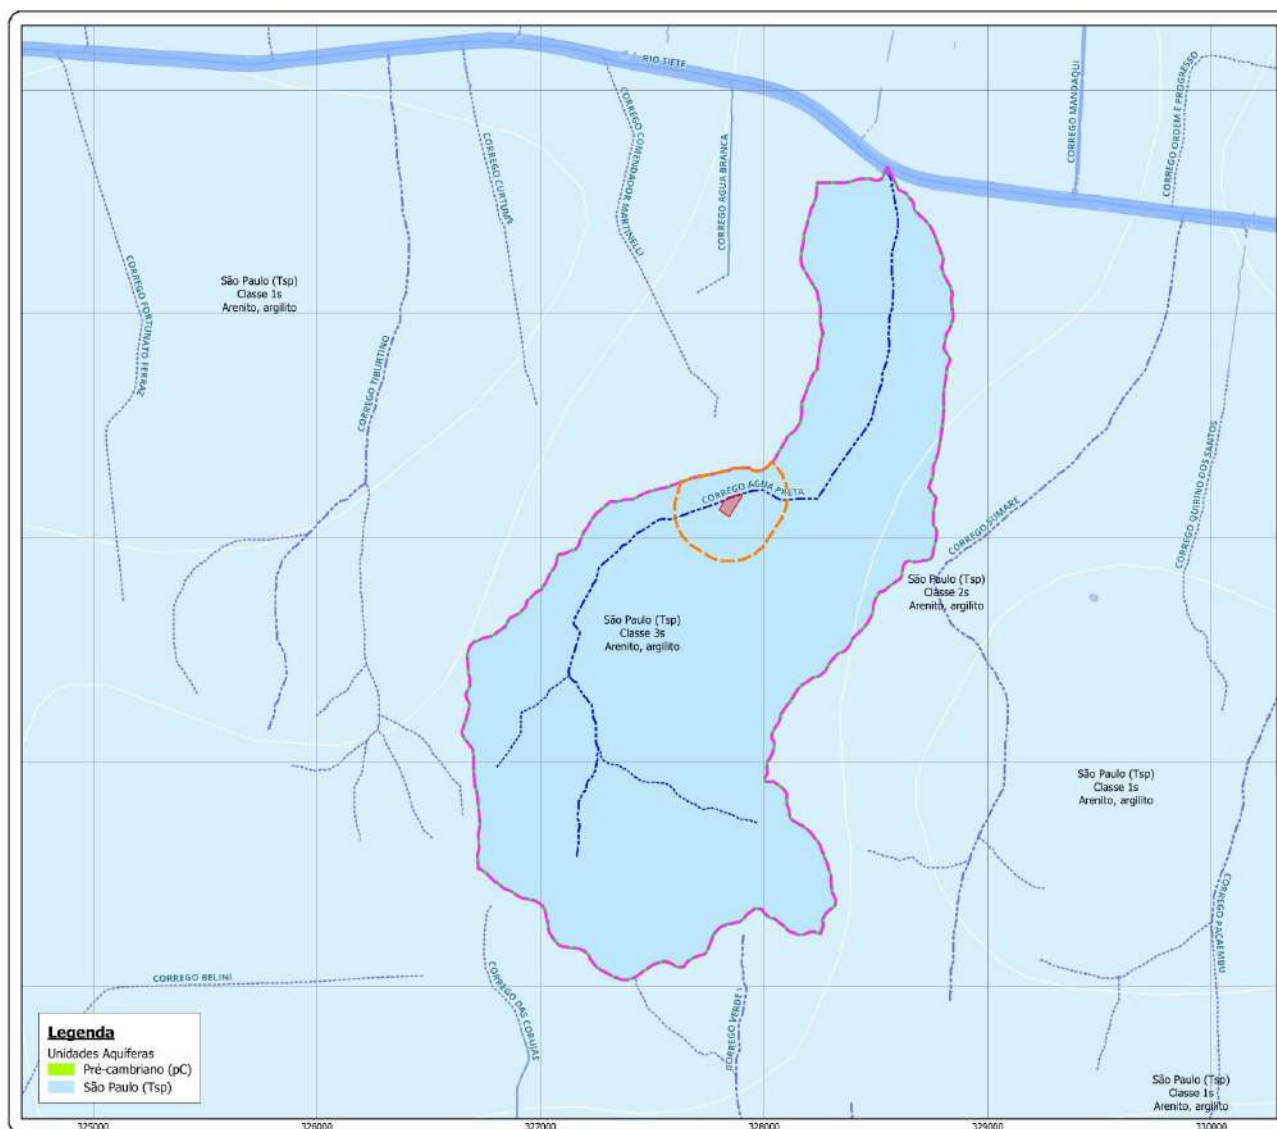 RIO TIETE
CORREGO MANDAQUI
CORREGO ORDEM E PROGRESSO
CORREGO COMENDADOR MARTINELLI
CORREGO AGUA BRANCA
CORREGO CURTUME
CORREGO FORTUNATO FERRAZ
São Paulo (Tsp)
Classe 1s
Arenito, argilito
CORREGO TIBURTINO
CORREGO AGUA PRETA
CORREGO SUMARE
CORREGO QUIRINO DOS SANTOS
São Paulo (Tsp)
Classe 2s
Arenito, argilito
São Paulo (Tsp)
Classe 3s
Arenito, argilito
São Paulo (Tsp)
Classe 1s
Arenito, argilito
CORREGO PACAEMBU
CORREGO BELINI
CORREGO DAS CORUJAS
CORREGO VERDE I
Legenda
Unidades Aquíferas
Pré-cambriano (pC)
São Paulo (Tsp)
São Paulo (Tsp)
Classe 1s
Arenito, argilito
325000
326000
327000
328000
329000
330000